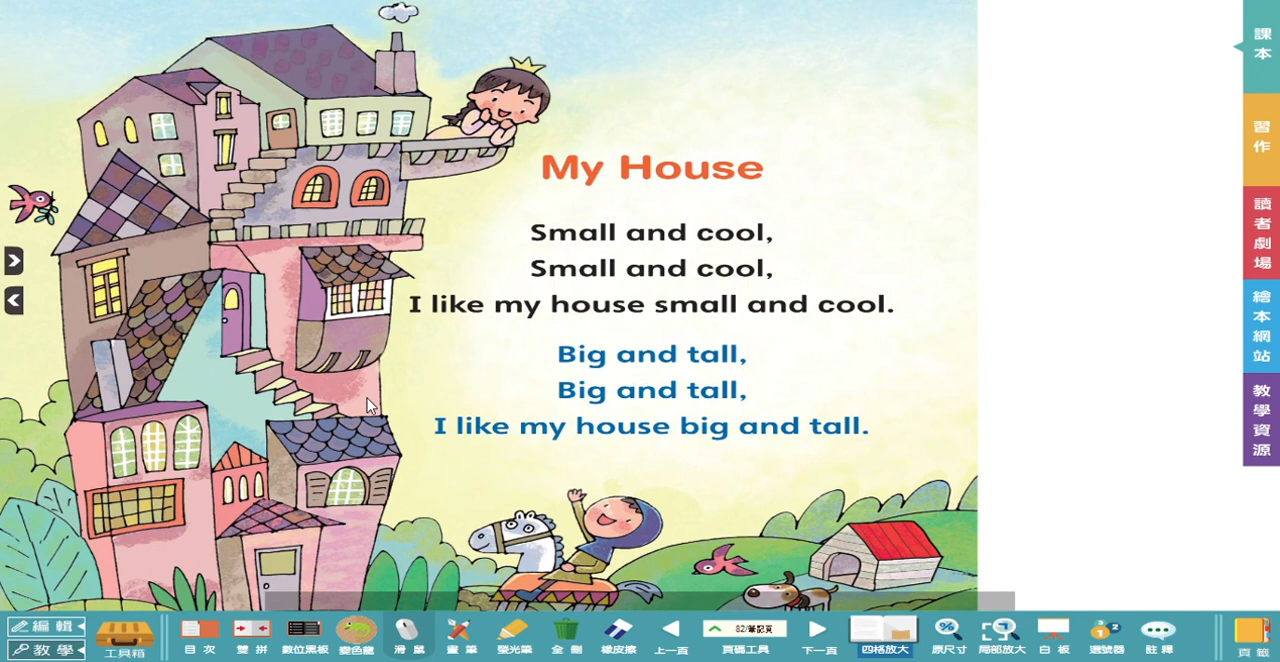 My House
Small and cool,
Small and cool,
I like my house small and cool.
Big and tall,
Big and tall,
I like my house big and tall.
課本
習作
讀者劇場
繪本網站
教學資源
編輯
教學
工具箱
目次
雙拼
數位黑板
變色龍
滑鼠
畫筆
螢光筆
全刪
橡皮擦
上一頁
82/筆記頁
頁碼工具
下一頁
四格放大
原尺寸
局部放大
白板
選號器
註釋
頁籤